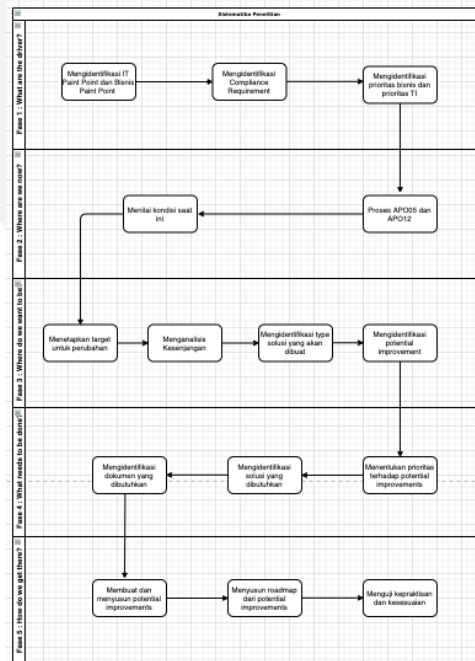 Sistematika Penelitian
Fase 1 : What are the driver?
Mengidentifikasi IT
Paint Point dan Bisnis
Paint Point
Mengidentifikasi
Compliance
Requirement
Mengidentifikasi
prioritas bisnis dan
prioritas TI
Fase 2 : Where are we now?
Menilai kondisi saat
ini
Proses APO05 dan
APO12
Fase 3 : Where do we want to be?
Menetapkan target
untuk perubahan
Menganalisis
Kesenjangan
Mengidentifikasi type
solusi yang akan
dibuat
Mengidentifikasi
potential
improvement
Fase 4 : What needs to be done?
Mengidentifikasi
dokumen yang
dibutuhkan
Mengidentifikasi
solusi yang
dibutuhkan
Menentukan prioritas
terhadap potential
improvements
Fase 5 : How do we get there?
Membuat dan
menyusun potential
improvements
Menyusun roadmap
dari potential
improvements
Menguji kepraktisan
dan kesesuaian